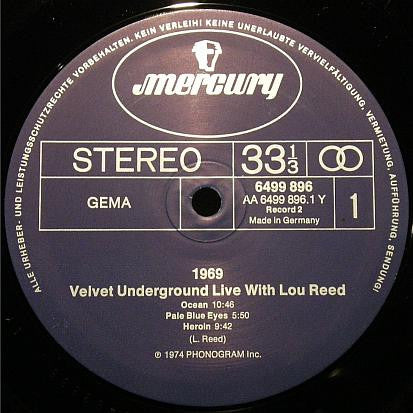 ALLE URHEBER- UND LEISTUNGSSCHUTZRECHTE VORBEHALTEN. KEIN VERLEIH! KEINE UNERLAUBTE VERVIELFÄLTIGUNG, VERMIETUNG, AUFFÜHRUNG, SENDUNG!
mercury
STEREO 33 1/3
GEMA
6499 896
AA 6499 896.1 Y
Record 2
Made in Germany
1
1969
Velvet Underground Live With Lou Reed
Ocean 10:46
Pale Blue Eyes 5:50
Heroin 9:42
(L. Reed)
℗ 1974 PHONOGRAM Inc.